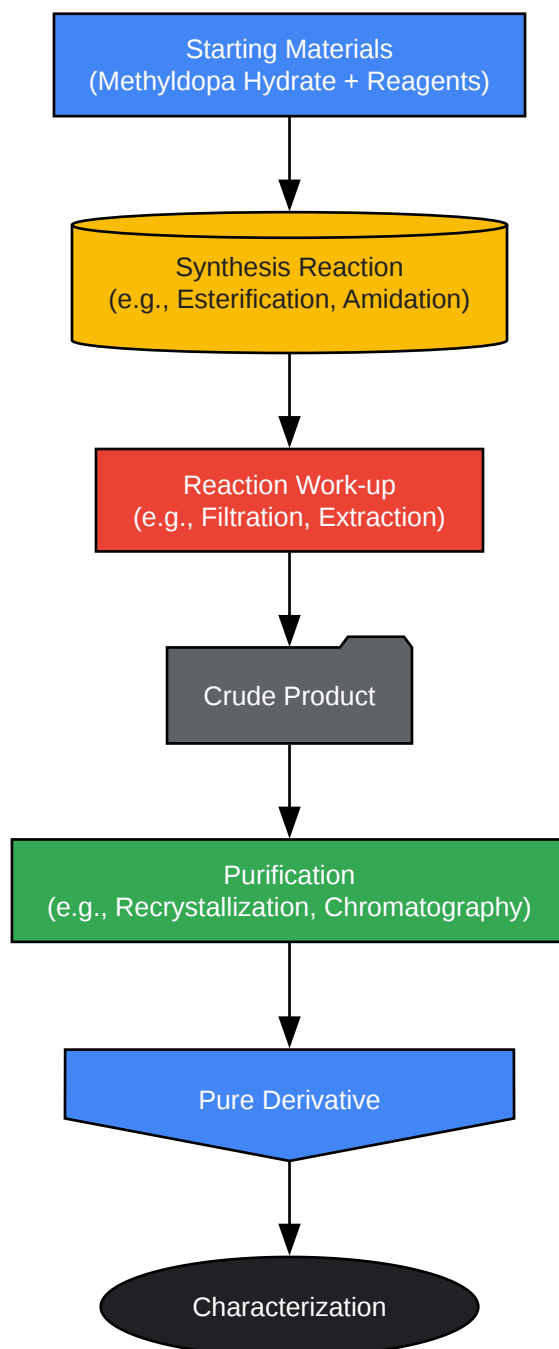 Starting Materials
(Methyldopa Hydrate + Reagents)
Synthesis Reaction
(e.g., Esterification, Amidation)
Reaction Work-up
(e.g., Filtration, Extraction)
Crude Product
Purification
(e.g., Recrystallization, Chromatography)
Pure Derivative
Characterization